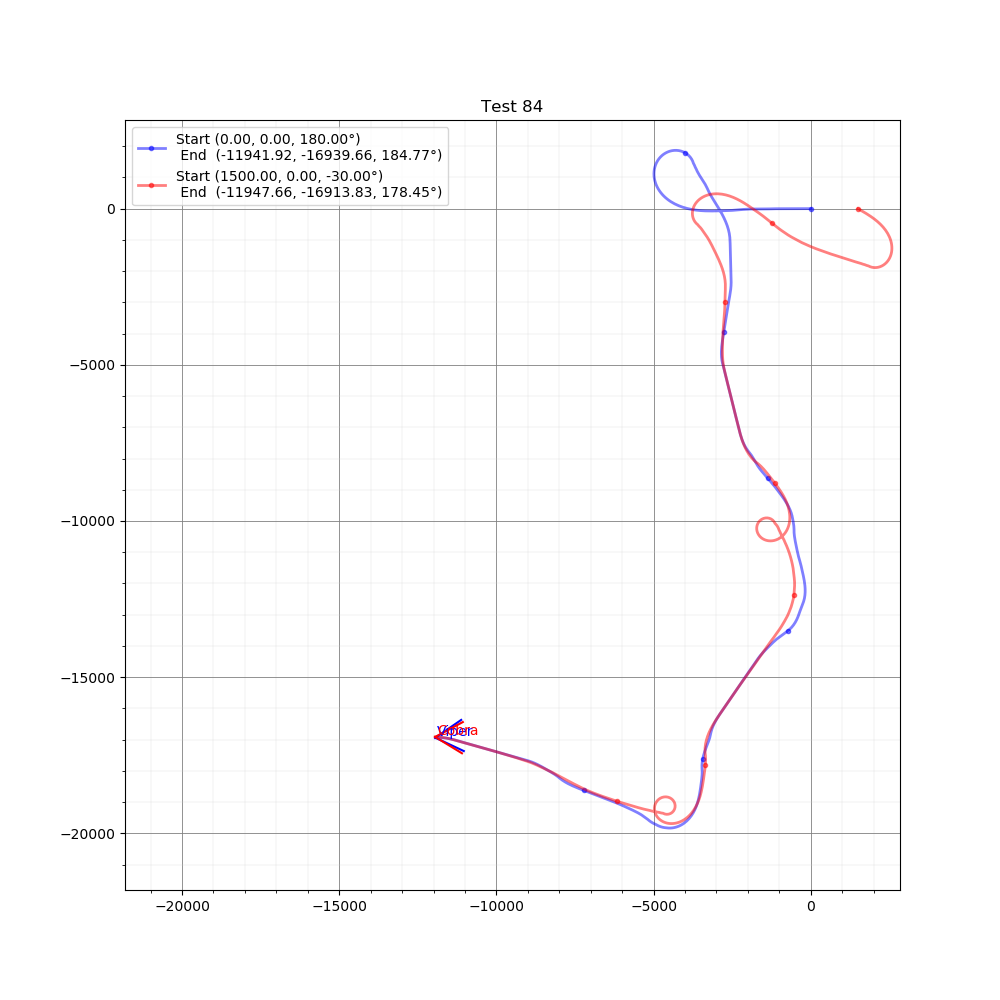 Test 84
Start (0.00, 0.00, 180.00°)
End (-11941.92, -16939.66, 184.77°)
Start (1500.00, 0.00, -30.00°)
End (-11947.66, -16913.83, 178.45°)
0
−5000
−10000
−15000
−20000
−20000
−15000
−10000
−5000
0